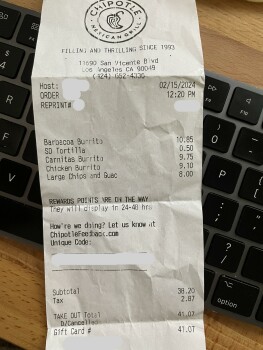 CHIPOTLE
MEXICAN GRILL
FILLING AND THRILLING SINCE 1993
11690 San Vicente Blvd
Los Angeles CA 90049
Host:
02/15/2024
ORDER
12:20 PM
REPRINT#
Barbacoa Burrito 10.85
SD Tortilla 0.50
Carnitas Burrito 9.75
Chicken Burrito 9.10
Large Chips and Guac 8.00
REWARDS POINTS ARE ON THE WAY
They will display in 24-48 hrs
How're we doing? Let us know at
ChipotleFeedback.com
Unique Code:
Subtotal 38.20
Tax 2.87
TAKE OUT Total 41.07
Gift Card # 41.07
command
option